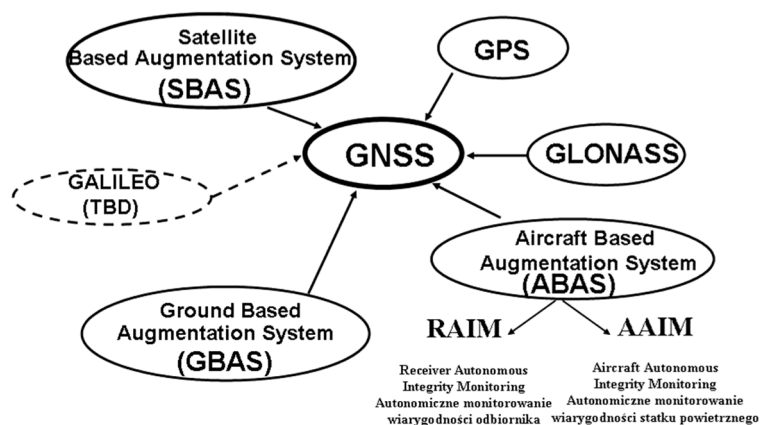 Satellite
Based Augmentation System
(SBAS)
GPS
GNSS
GLONASS
GALILEO
(TBD)
Aircraft Based
Augmentation System
(ABAS)
Ground Based
Augmentation System
(GBAS)
RAIM
AAIM
Receiver Autonomous
Integrity Monitoring
Autonomiczne monitorowanie
wiarygodności odbiornika
Aircraft Autonomous
Integrity Monitoring
Autonomiczne monitorowanie
wiarygodności statku powietrznego